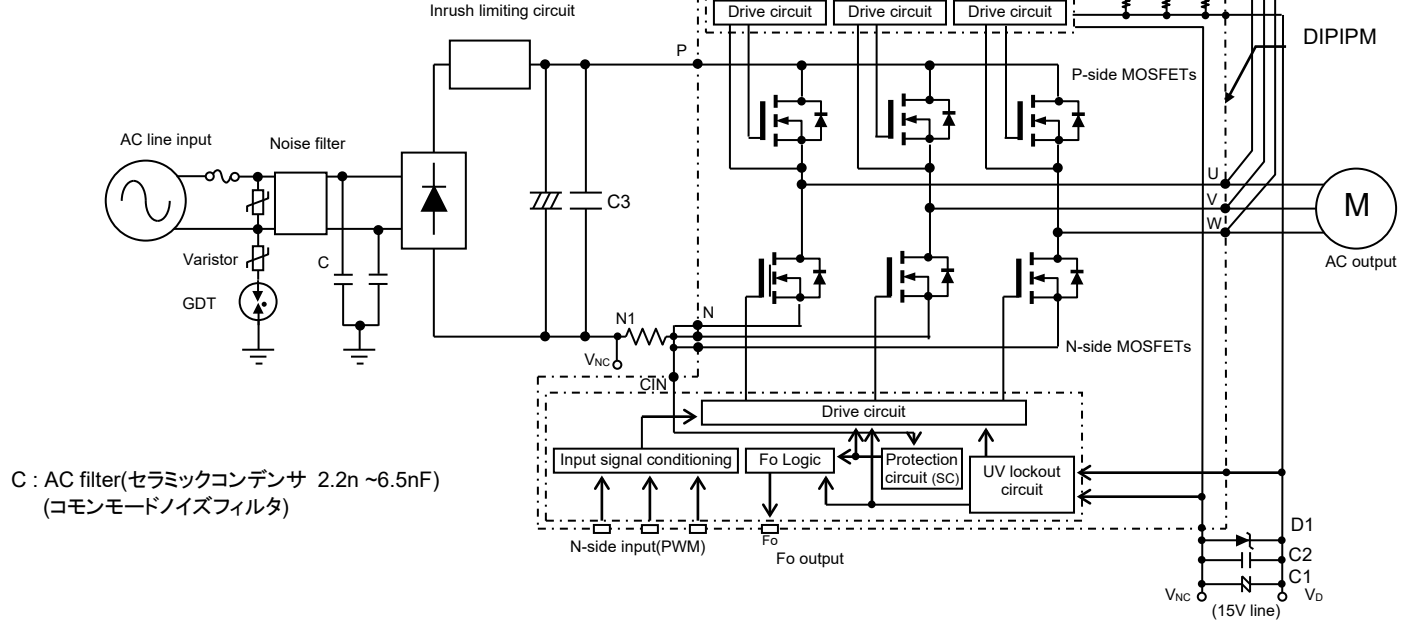 Inrush limiting circuit
Drive circuit
Drive circuit
Drive circuit
DIPIPM
P
P-side MOSFETs
AC line input
Noise filter
C3
U
V
W
M
AC output
Varistor
C
GDT
N1
N
VNC
N-side MOSFETs
CIN
Drive circuit
Input signal conditioning
Fo Logic
Protection
circuit (SC)
UV lockout
circuit
C : AC filter(セラミックコンデンサ 2.2n ~6.5nF)
(コモンモードノイズフィルタ)
N-side input(PWM)
Fo
Fo output
D1
C2
C1
VNC
VD
(15V line)